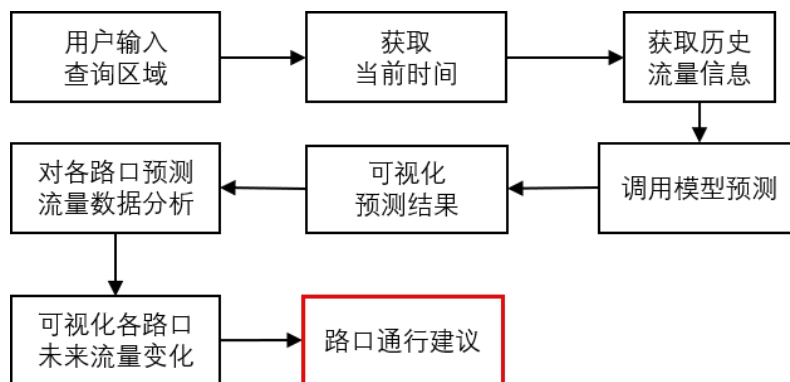 用户输入
查询区域
获取
当前时间
获取历史
流量信息
调用模型预测
可视化
预测结果
对各路口预测
流量数据分析
可视化各路口
未来流量变化
路口通行建议